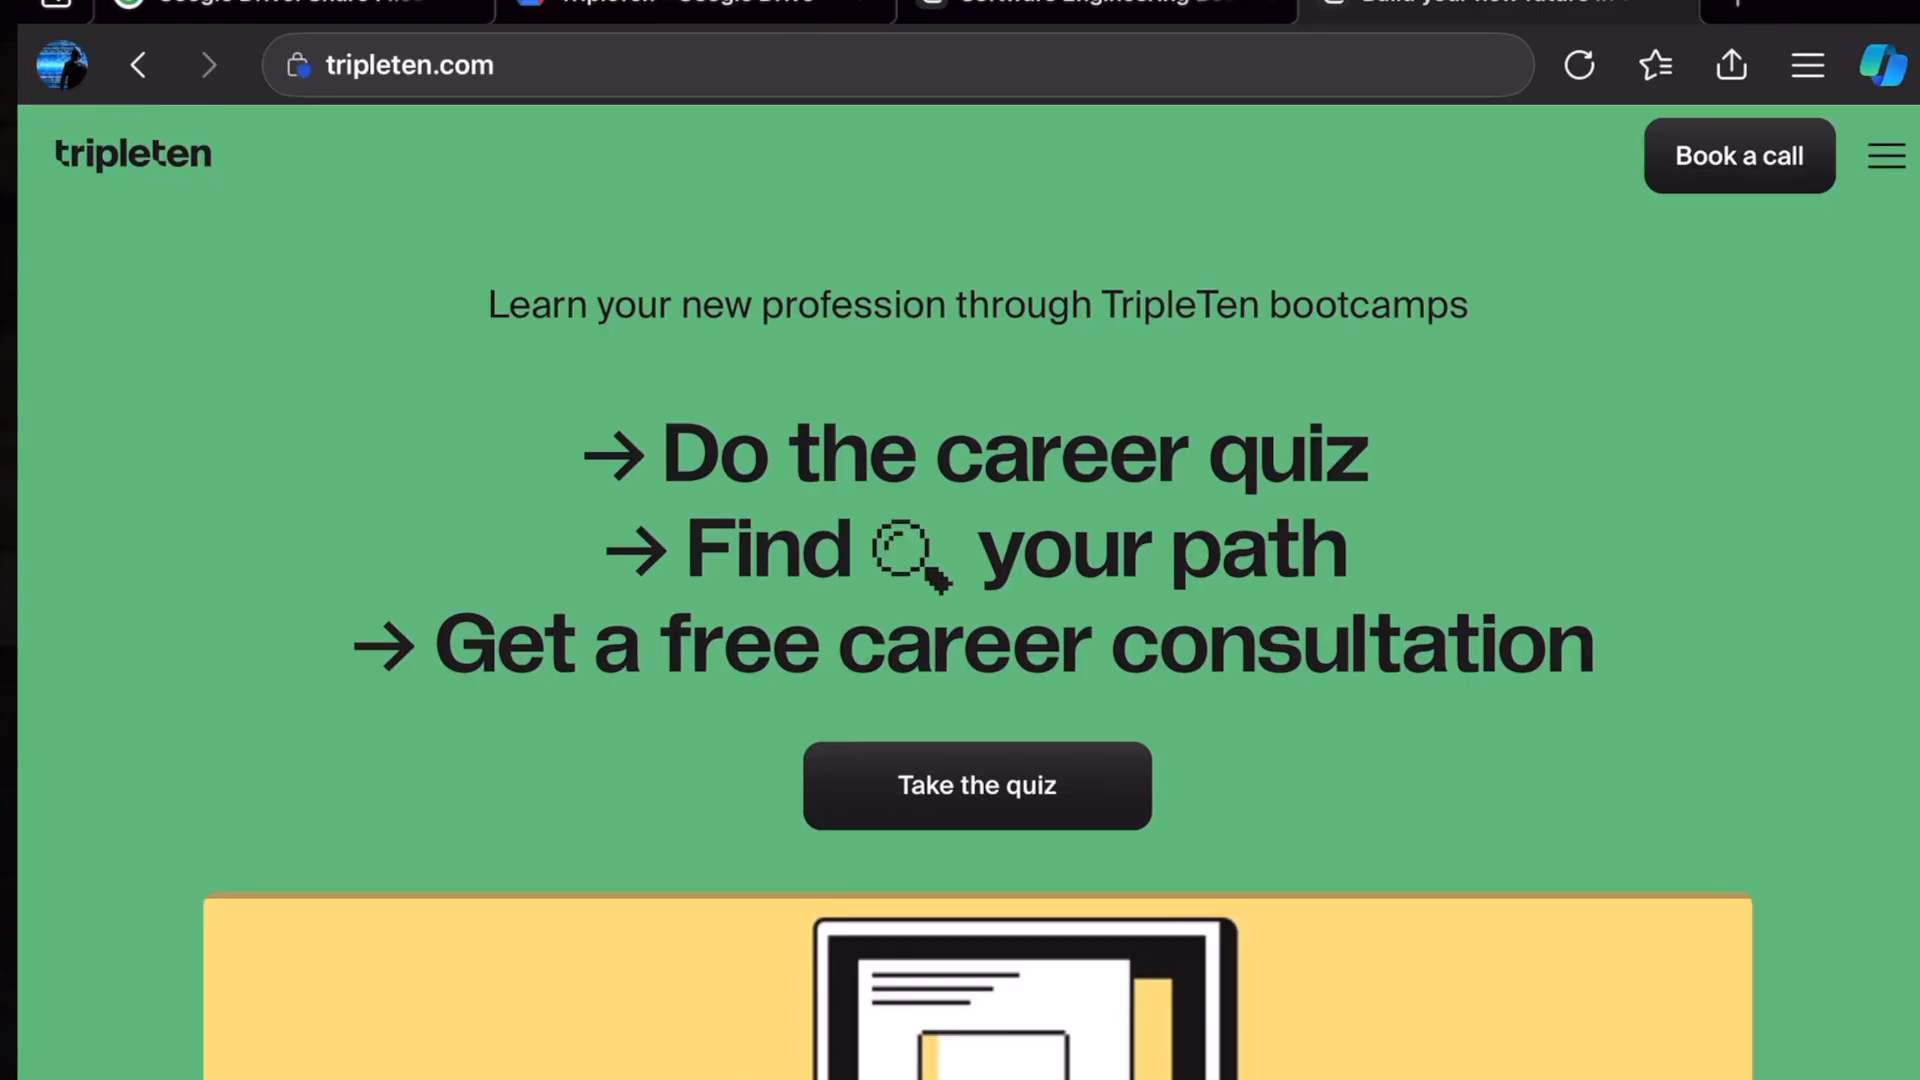 tripleten.com
tripleten
Book a call
Learn your new profession through TripleTen bootcamps
→ Do the career quiz
→ Find your path
→ Get a free career consultation
Take the quiz